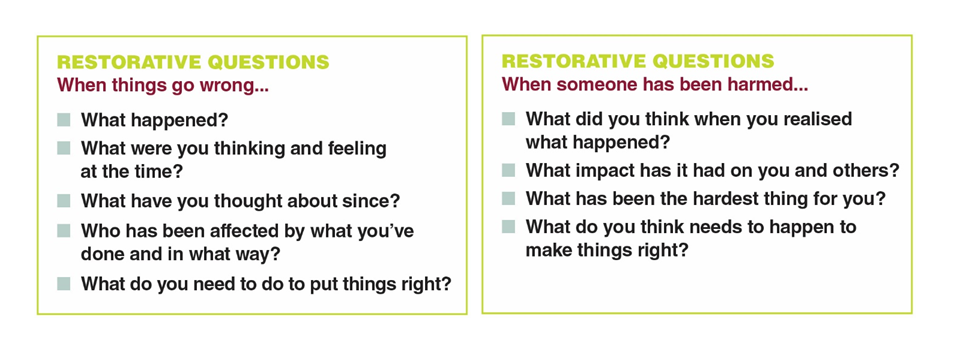 RESTORATIVE QUESTIONS
When things go wrong...
What happened?
What were you thinking and feeling
at the time?
What have you thought about since?
Who has been affected by what you’ve
done and in what way?
What do you need to do to put things right?
RESTORATIVE QUESTIONS
When someone has been harmed...
What did you think when you realised
what happened?
What impact has it had on you and others?
What has been the hardest thing for you?
What do you think needs to happen to
make things right?